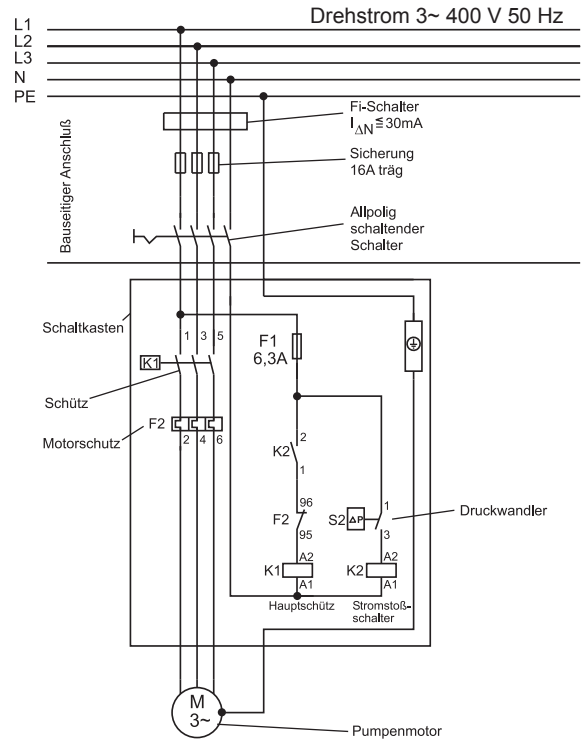 Drehstrom 3~ 400 V 50 Hz
L1
L2
L3
N
PE
Bauseitiger Anschluß
Fi-Schalter
I ΔN ≦ 30mA
Sicherung
16A träg
Allpolig
schaltender
Schalter
Schaltkasten
1 3 5
F1
6,3A
K1
Schütz
F2
Motorschutz
2 4 6
2
K2
1
96
F2
95
S2 ΔP
1
3
Druckwandler
A2
K1
A1
A2
K2
A1
Hauptschütz
Stromstoß-
schalter
M
3~
Pumpenmotor